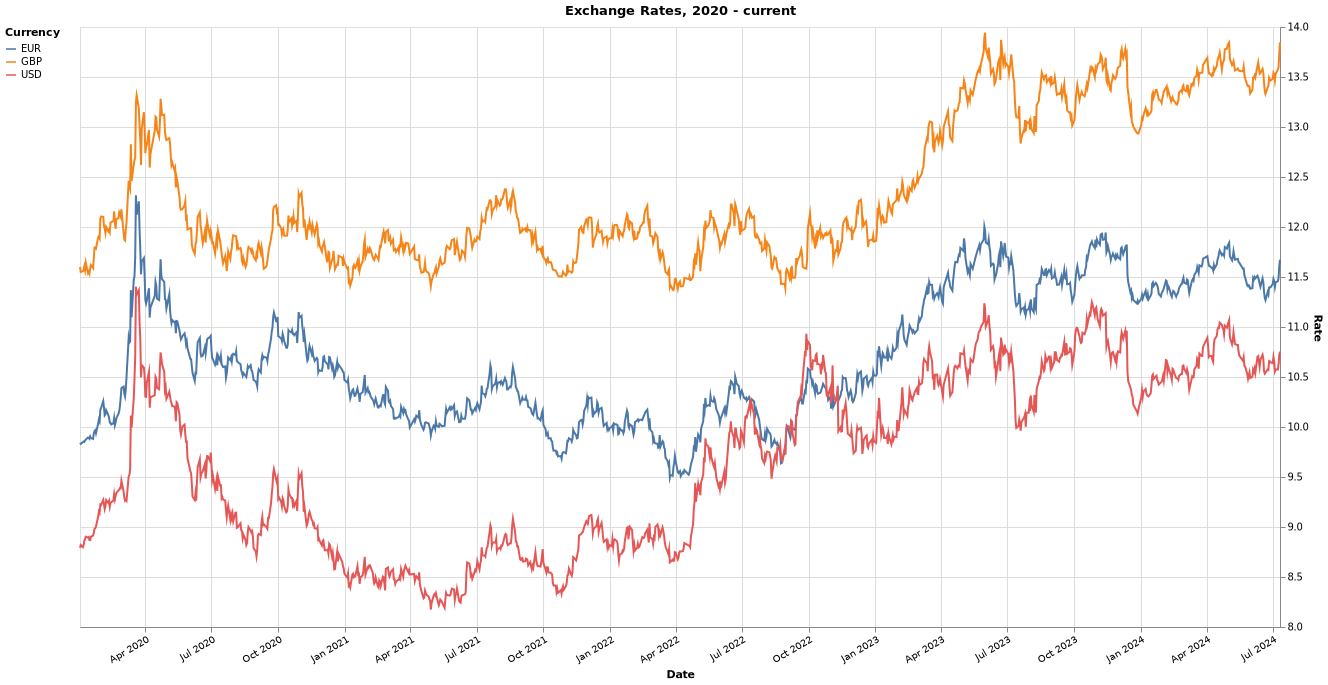 Exchange Rates, 2020 - current
Currency
EUR
GBP
USD
14.0
13.5
13.0
12.5
12.0
11.5
11.0
10.5
10.0
9.5
9.0
8.5
8.0
Rate
Apr 2020
Jul 2020
Oct 2020
Jan 2021
Apr 2021
Jul 2021
Oct 2021
Jan 2022
Apr 2022
Jul 2022
Oct 2022
Jan 2023
Apr 2023
Jul 2023
Oct 2023
Jan 2024
Apr 2024
Jul 2024
Date